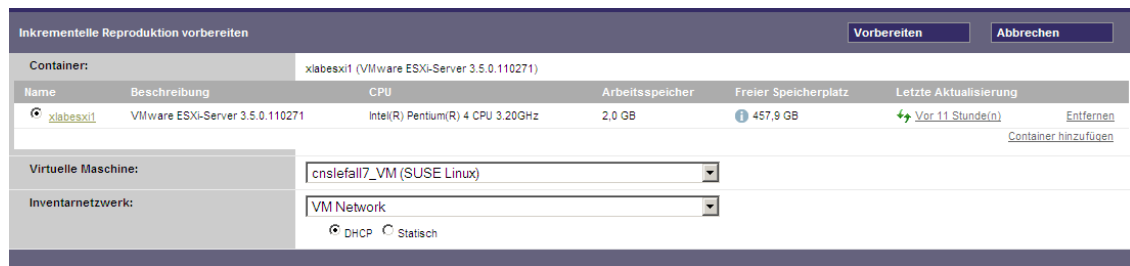 Inkrementelle Reproduktion vorbereiten Vorbereiten Abbrechen
Container: xlabesxi1 (VMware ESXi-Server 3.5.0.110271)
Name Beschreibung CPU Arbeitsspeicher Freier Speicherplatz Letzte Aktualisierung
xlabesxi1 VMware ESXi-Server 3.5.0.110271 Intel(R) Pentium(R) 4 CPU 3.20GHz 2,0 GB 457,9 GB Vor 11 Stunde(n) Entfernen
Container hinzufügen
Virtuelle Maschine: cnslefall7_VM (SUSE Linux)
Inventarnetzwerk: VM Network
DHCP Statisch